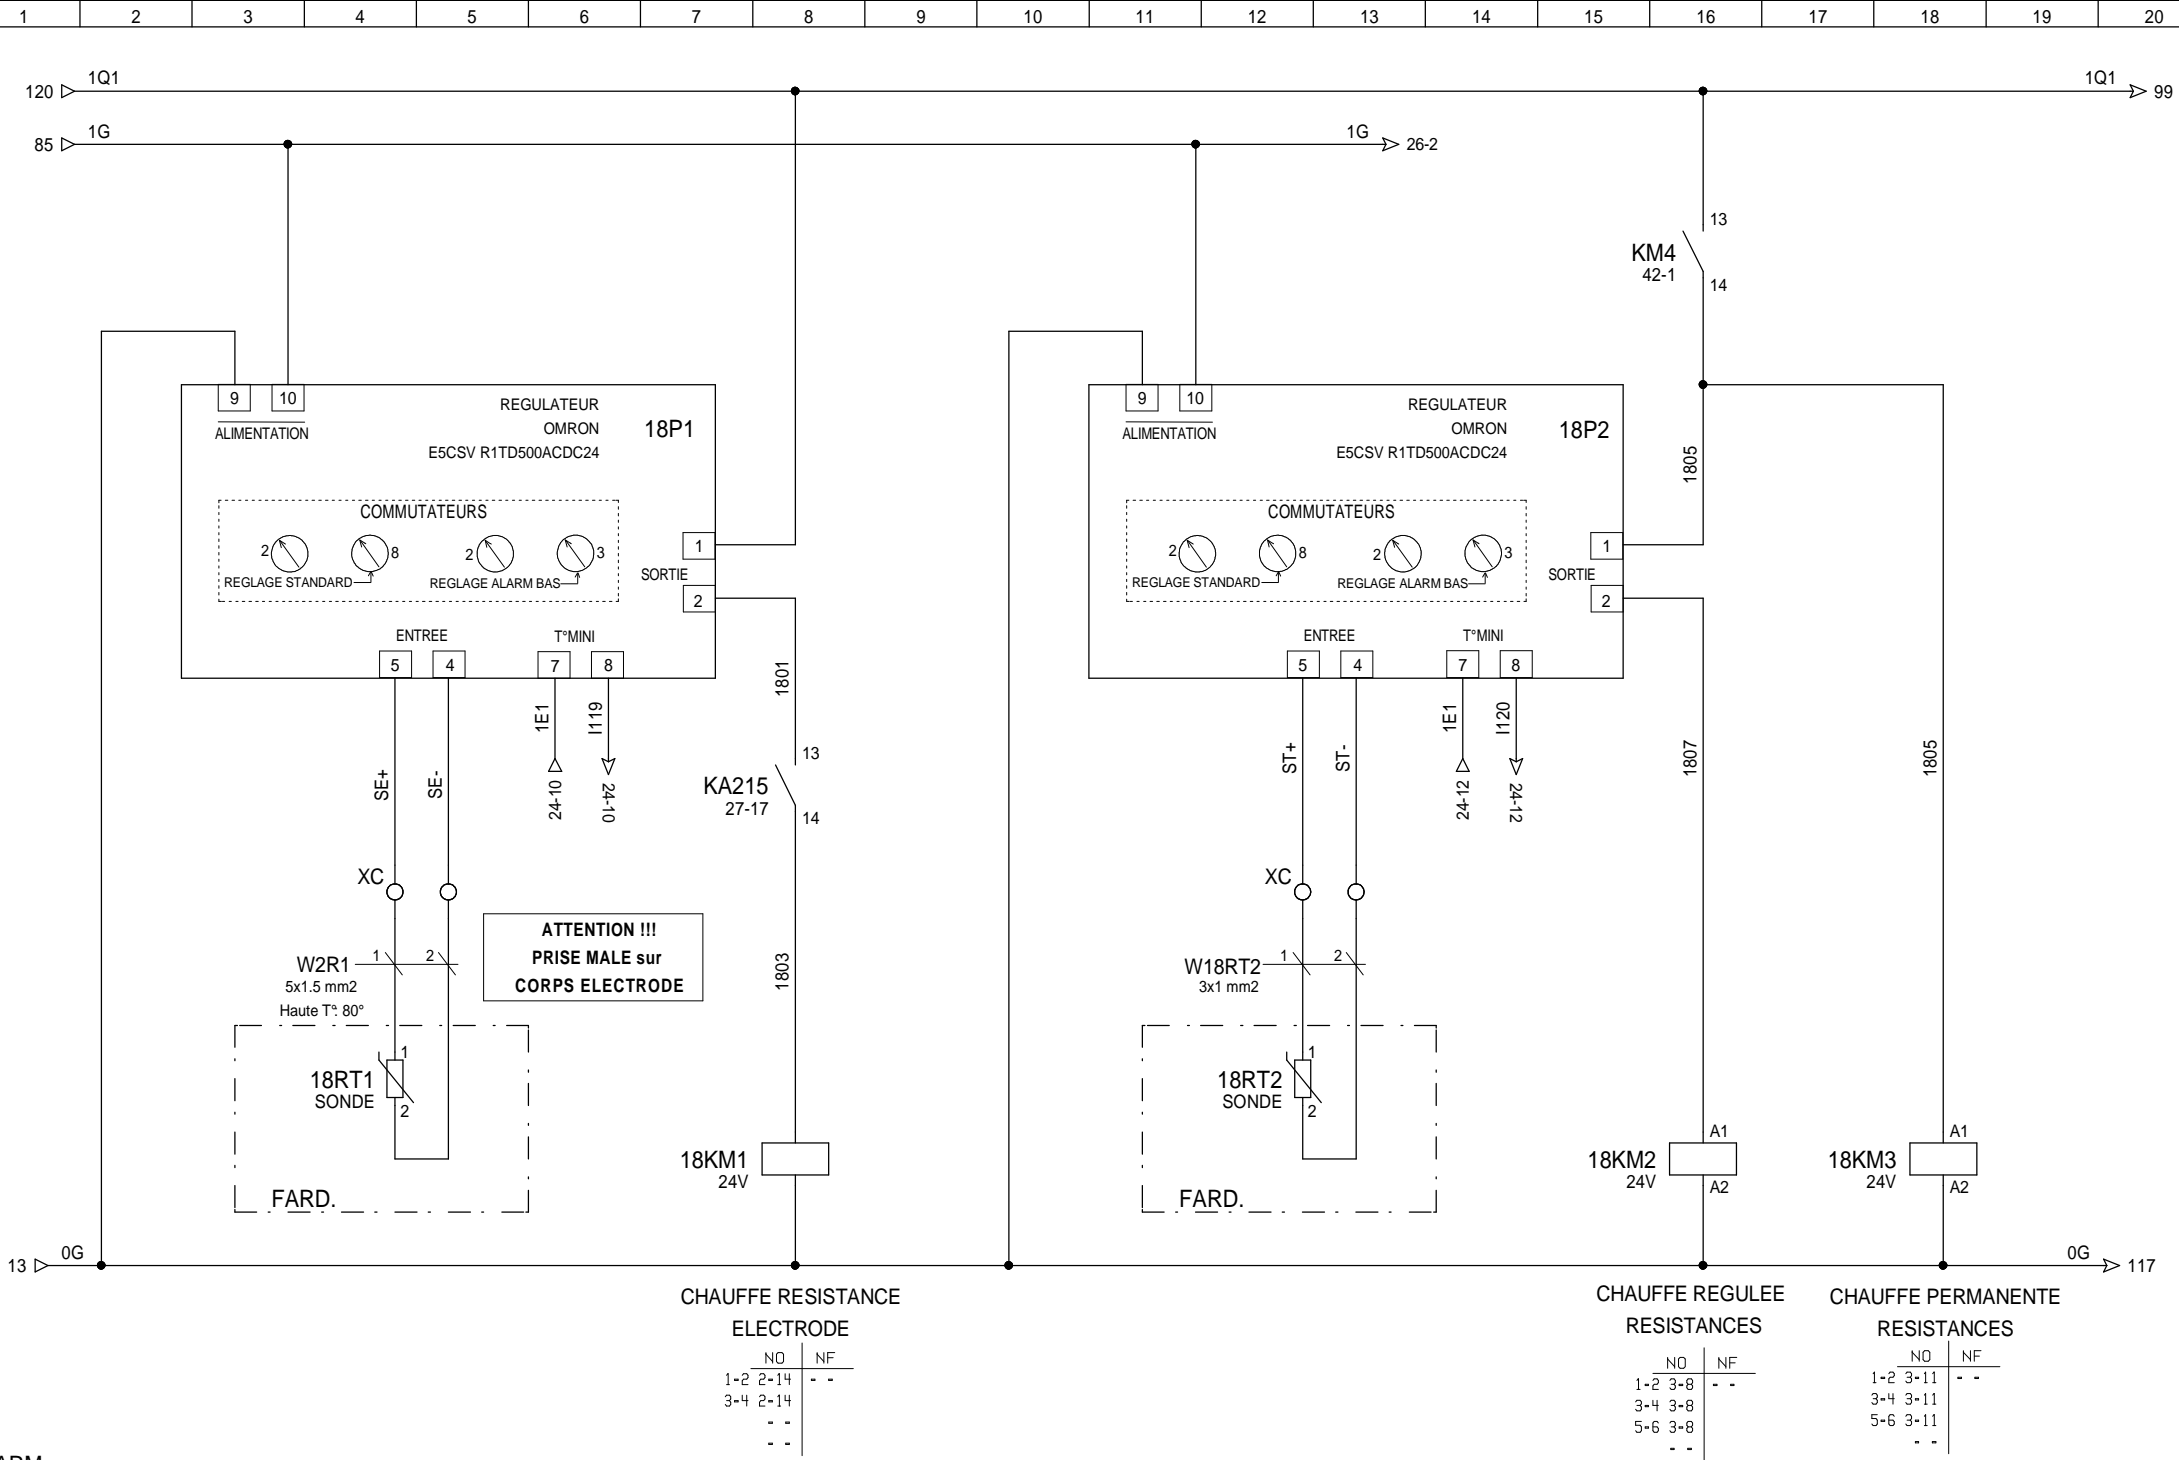 1 2 3 4 5 6 7 8 9 10 11 12 13 14 15 16 17 18 19 20
120 1Q1 1Q1 99
85 1G 1G 26-2
13
KM4
42-1
14
9 10
ALIMENTATION
REGULATEUR
OMRON
E5CSV R1TD500ACDC24
18P1
COMMUTATEURS
2 8 2 3
REGLAGE STANDARD REGLAGE ALARM BAS
1
SORTIE
2
ENTREE T°MINI
5 4 7 8
1801
1E1 I119
24-10 24-10
SE+ SE-
13
KA215
27-17
14
XC
ATTENTION !!!
PRISE MALE sur
CORPS ELECTRODE
W2R1 1 2
5x1.5 mm2
Haute T°: 80°
1803
1
18RT1
SONDE
2
FARD.
18KM1
24V
9 10
ALIMENTATION
REGULATEUR
OMRON
E5CSV R1TD500ACDC24
18P2
1805
COMMUTATEURS
2 8 2 3
REGLAGE STANDARD REGLAGE ALARM BAS
1
SORTIE
2
ENTREE T°MINI
5 4 7 8
1E1 I120
24-12 24-12
ST+ ST-
1807 1805
XC
W18RT2 1 2
3x1 mm2
1
18RT2
SONDE
2
FARD.
A1
18KM2
24V
A2
A1
18KM3
24V
A2
13 0G 0G 117
CHAUFFE RESISTANCE
ELECTRODE
NO NF
1-2 2-14 - -
3-4 2-14
- -
- -
CHAUFFE REGULEE
RESISTANCES
NO NF
1-2 3-8 - -
3-4 3-8
5-6 3-8
- -
CHAUFFE PERMANENTE
RESISTANCES
NO NF
1-2 3-11 - -
3-4 3-11
5-6 3-11
- -